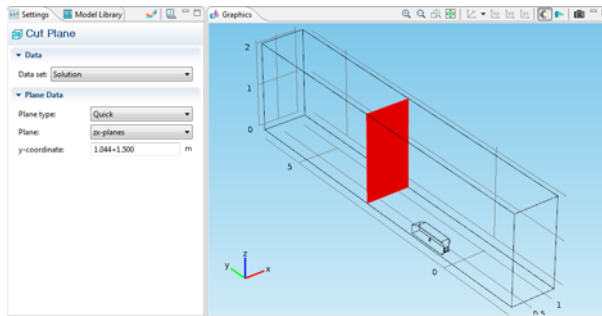 Settings Model Library
Cut Plane
Data
Data set: Solution
Plane Data
Plane type: Quick
Plane: zx-planes
y-coordinate: 1.044+1.500 m
Graphics
2
1
0
5
0
1
0.5
z
y
x